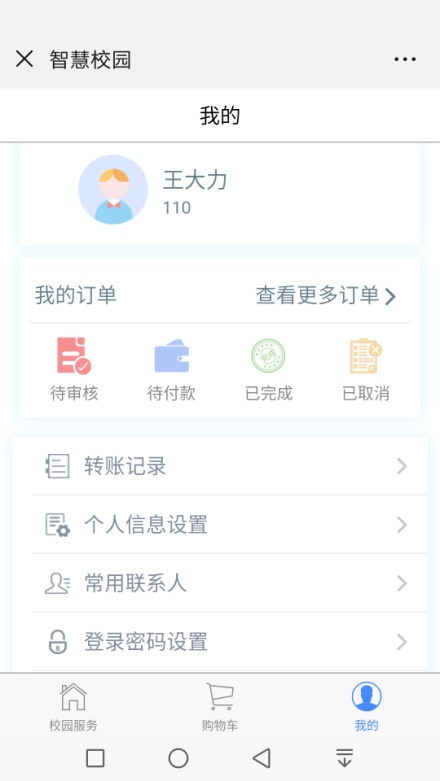 智慧校园
我的
王大力
110
我的订单
查看更多订单
待审核
待付款
已完成
已取消
转账记录
个人信息设置
常用联系人
登录密码设置
校园服务
购物车
我的